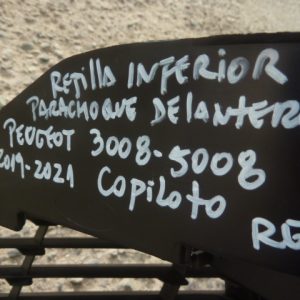 Rejilla INFERIOR
PARACHOQUE DelanteR
PEUGEOT 3008-5008
2019-2021 Copiloto
RE